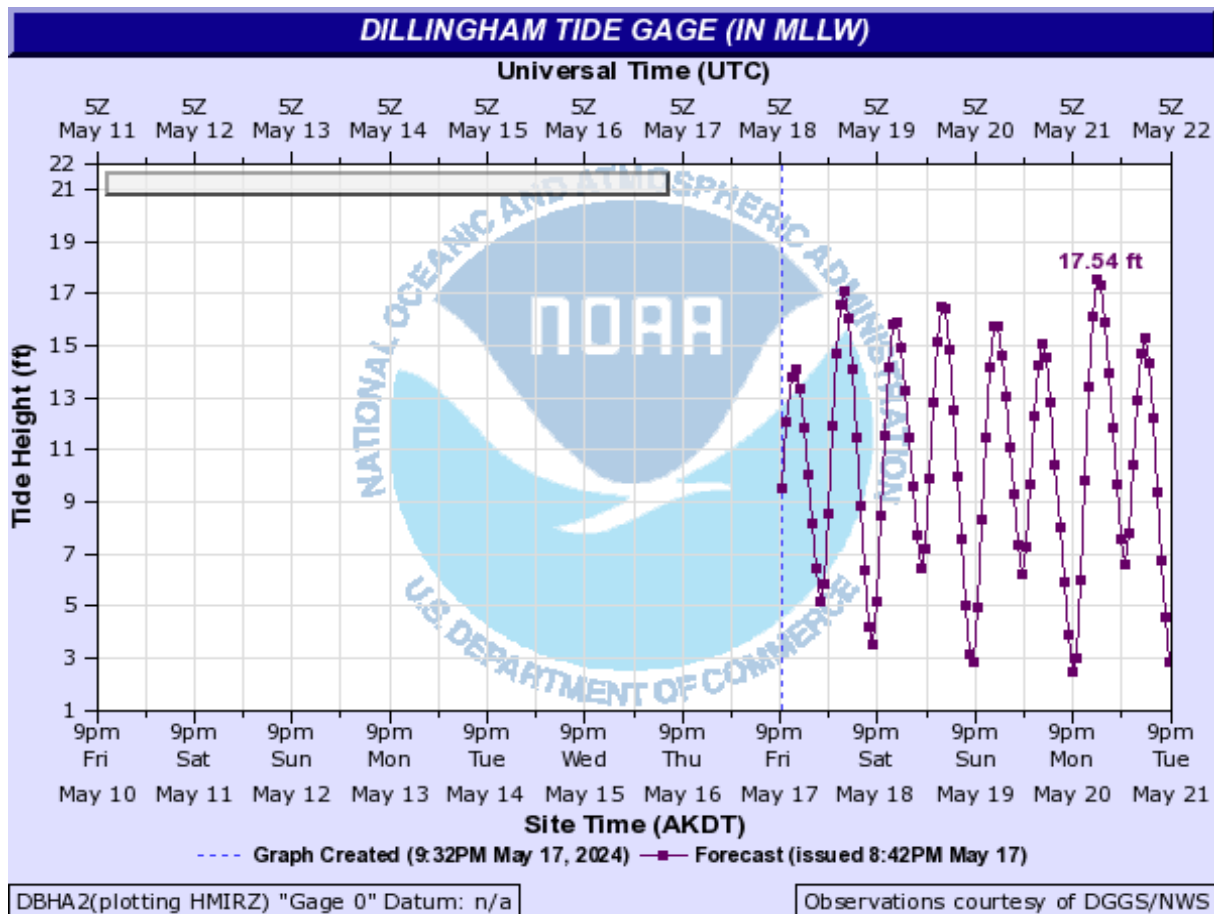 DILLINGHAM TIDE GAGE (IN MLLW)
Universal Time (UTC)
5Z 5Z 5Z 5Z 5Z 5Z 5Z 5Z 5Z 5Z 5Z 5Z
May 11 May 12 May 13 May 14 May 15 May 16 May 17 May 18 May 19 May 20 May 21 May 22
22
21
19
17
15
13
11
9
7
5
3
1
Tide Height (ft)
NATIONAL OCEANIC AND ATMOSPHERIC ADMINISTRATION
NOAA
U.S. DEPARTMENT OF COMMERCE
17.54 ft
9pm 9pm 9pm 9pm 9pm 9pm 9pm 9pm 9pm 9pm 9pm 9pm
Fri Sat Sun Mon Tue Wed Thu Fri Sat Sun Mon Tue
May 10 May 11 May 12 May 13 May 14 May 15 May 16 May 17 May 18 May 19 May 20 May 21
Site Time (AKDT)
Graph Created (9:32PM May 17, 2024) Forecast (issued 8:42PM May 17)
DBHA2(plotting HMIRZ) "Gage 0" Datum: n/a
Observations courtesy of DGGS/NWS